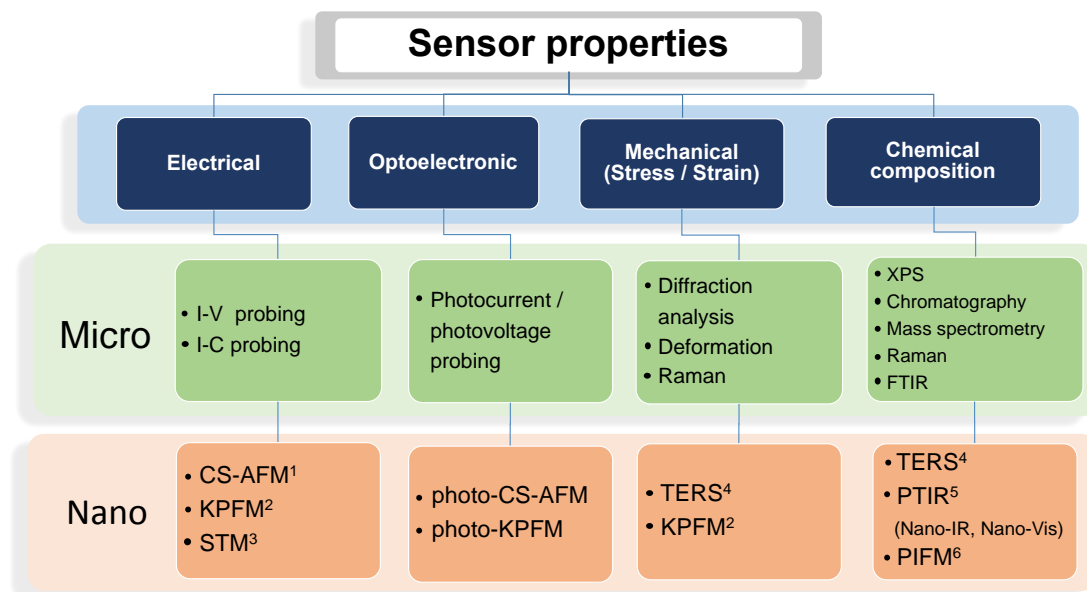 Sensor properties
Electrical
Optoelectronic
Mechanical
(Stress / Strain)
Chemical
composition
Micro
• I-V probing
• I-C probing
• Photocurrent /
photovoltage
probing
• Diffraction
analysis
• Deformation
• Raman
• XPS
• Chromatography
• Mass spectrometry
• Raman
• FTIR
Nano
• CS-AFM¹
• KPFM²
• STM³
• photo-CS-AFM
• photo-KPFM
• TERS⁴
• KPFM²
• TERS⁴
• PTIR⁵
(Nano-IR, Nano-Vis)
• PIFM⁶